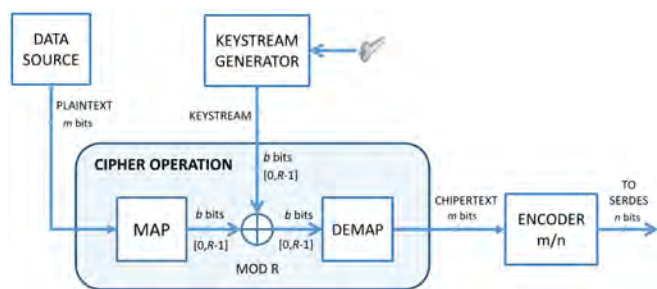 DATA
SOURCE
KEYSTREAM
GENERATOR
PLAINTEXT
m bits
KEYSTREAM
CIPHER OPERATION
b bits
[0,R-1]
MAP
b bits
[0,R-1]
b bits
[0,R-1]
DEMAP
MOD R
CHIPERTEXT
m bits
ENCODER
m/n
TO
SERDES
n bits